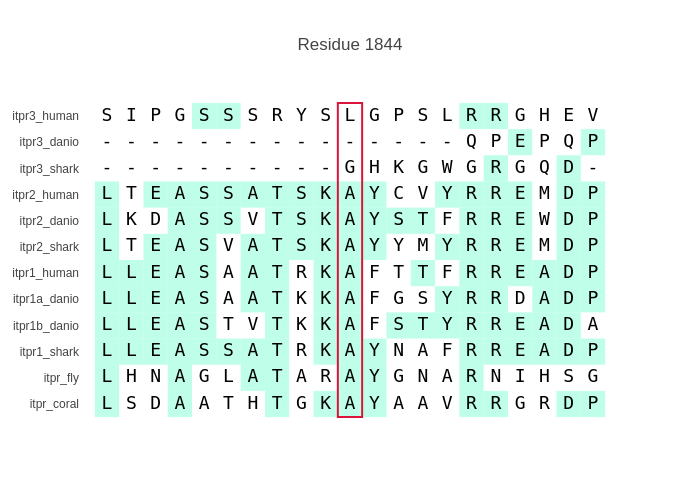 Residue 1844
itpr3_human S I P G S S S R Y S L G P S L R R G H E V
itpr3_danio - - - - - - - - - - - - - - - Q P E P Q P
itpr3_shark - - - - - - - - - - G H K G W G R G Q D -
itpr2_human L T E A S S A T S K A Y C V Y R R E M D P
itpr2_danio L K D A S S V T S K A Y S T F R R E W D P
itpr2_shark L T E A S V A T S K A Y Y M Y R R E M D P
itpr1_human L L E A S A A T R K A F T T F R R E A D P
itpr1a_danio L L E A S A A T K K A F G S Y R R D A D P
itpr1b_danio L L E A S T V T K K A F S T Y R R E A D A
itpr1_shark L L E A S S A T R K A Y N A F R R E A D P
itpr_fly L H N A G L A T A R A Y G N A R N I H S G
itpr_coral L S D A A T H T G K A Y A A V R R G R D P